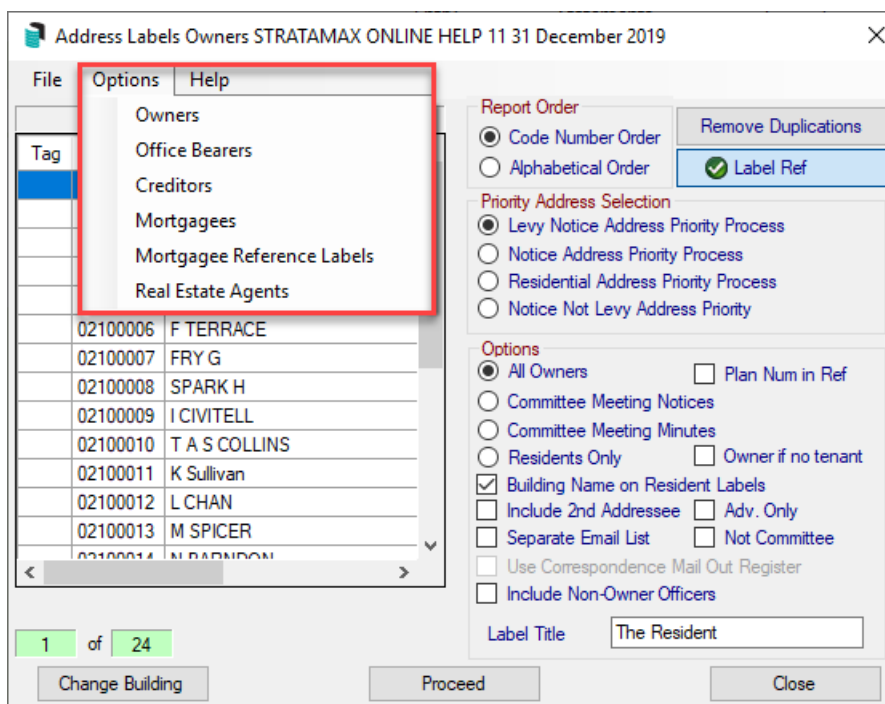 Address Labels Owners STRATAMAX ONLINE HELP 11 31 December 2019
File Options Help
Owners
Office Bearers
Creditors
Mortgagees
Mortgagee Reference Labels
Real Estate Agents
Tag
02100006 F TERRACE
02100007 FRY G
02100008 SPARK H
02100009 I CIVITELL
02100010 T A S COLLINS
02100011 K Sullivan
02100012 L CHAN
02100013 M SPICER
02100014 N BARNDON
1 of 24
Report Order
Code Number Order
Alphabetical Order
Remove Duplications
Label Ref
Priority Address Selection
Levy Notice Address Priority Process
Notice Address Priority Process
Residential Address Priority Process
Notice Not Levy Address Priority
Options
All Owners Plan Num in Ref
Committee Meeting Notices
Committee Meeting Minutes
Residents Only Owner if no tenant
Building Name on Resident Labels
Include 2nd Addressee Adv. Only
Separate Email List Not Committee
Use Correspondence Mail Out Register
Include Non-Owner Officers
Label Title The Resident
Change Building Proceed Close